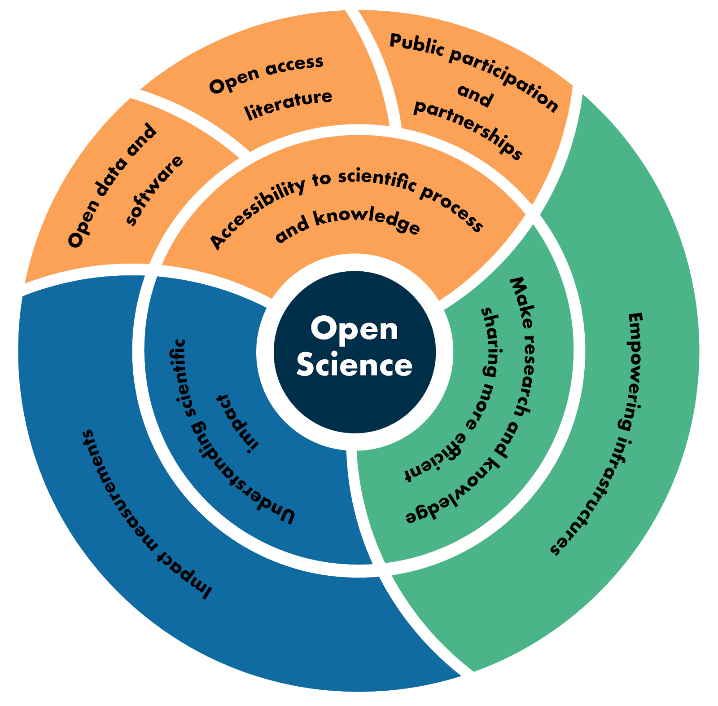 Open data and
software
Open access
literature
Public participation
and
partnerships
Accessibility to scientific process
and knowledge
Open
Science
Make research and knowledge
sharing more efficient
Empowering infrastructures
Understanding scientific
impact
Impact measurements